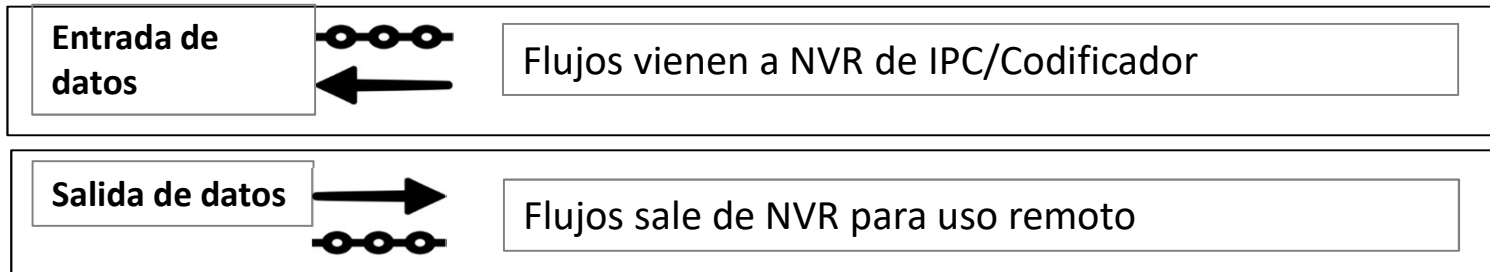 Entrada de
datos
Flujos vienen a NVR de IPC/Codificador
Salida de datos
Flujos sale de NVR para uso remoto